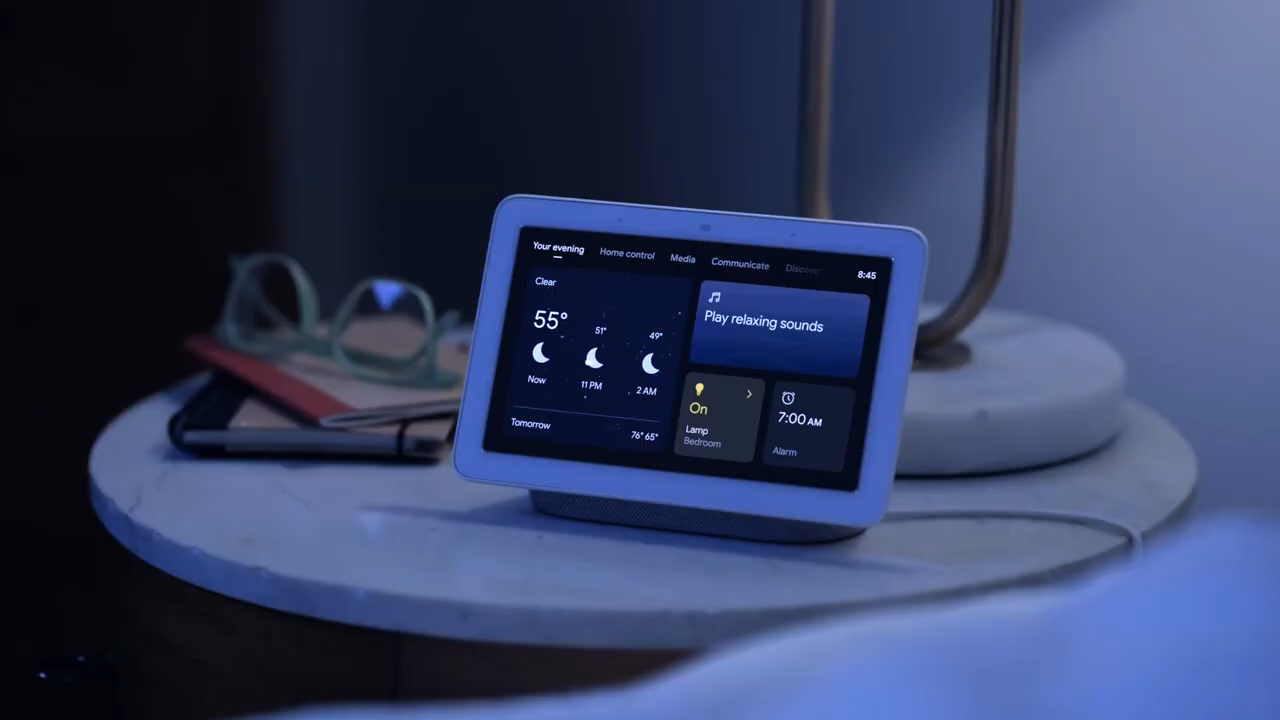 Your evening Home control Media Communicate Discover 8:45
Clear
55° 51° 49°
Now 11 PM 2 AM
Tomorrow 76° 65°
Play relaxing sounds
On
Lamp
Bedroom
7:00 AM
Alarm